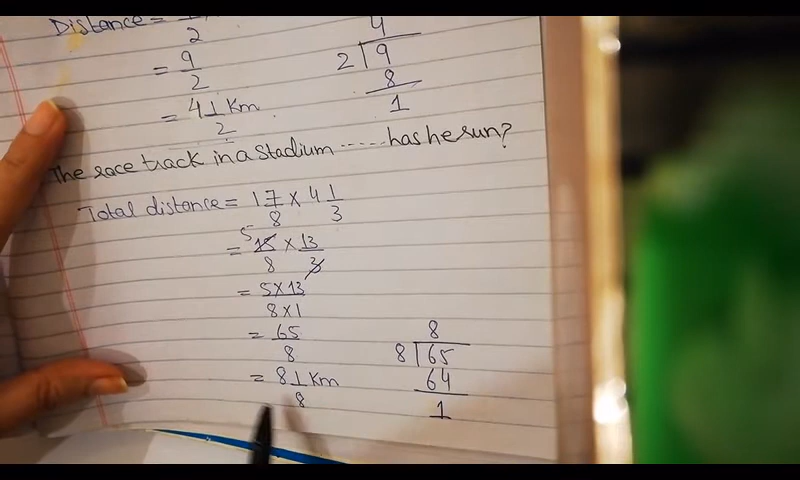 Distance =
2
= 9/2
= 4 1/2 Km
4
2 9
8
1
The race track in a stadium ..... has he run?
Total distance = 1 7/8 × 4 1/3
= 5 15/8 × 13/3
= 5×13/8×1
= 65/8
= 8 1/8 Km
8
8 65
64
1